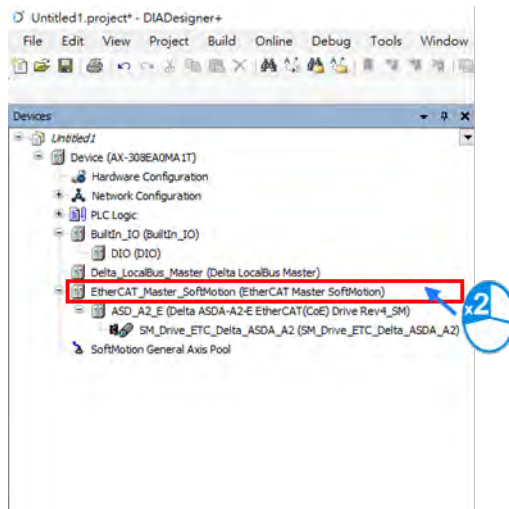 Untitled1.project* - DIADesigner+
File Edit View Project Build Online Debug Tools Window
Devices
Untitled1
Device (AX-308EA0MA1T)
Hardware Configuration
Network Configuration
PLC Logic
BuiltIn_IO (BuiltIn_IO)
DIO (DIO)
Delta_LocalBus_Master (Delta LocalBus Master)
EtherCAT_Master_SoftMotion (EtherCAT Master SoftMotion)
x2
ASD_A2_E (Delta ASDA-A2-E EtherCAT(CoE) Drive Rev4_SM)
SM_Drive_ETC_Delta_ASDA_A2 (SM_Drive_ETC_Delta_ASDA_A2)
SoftMotion General Axis Pool